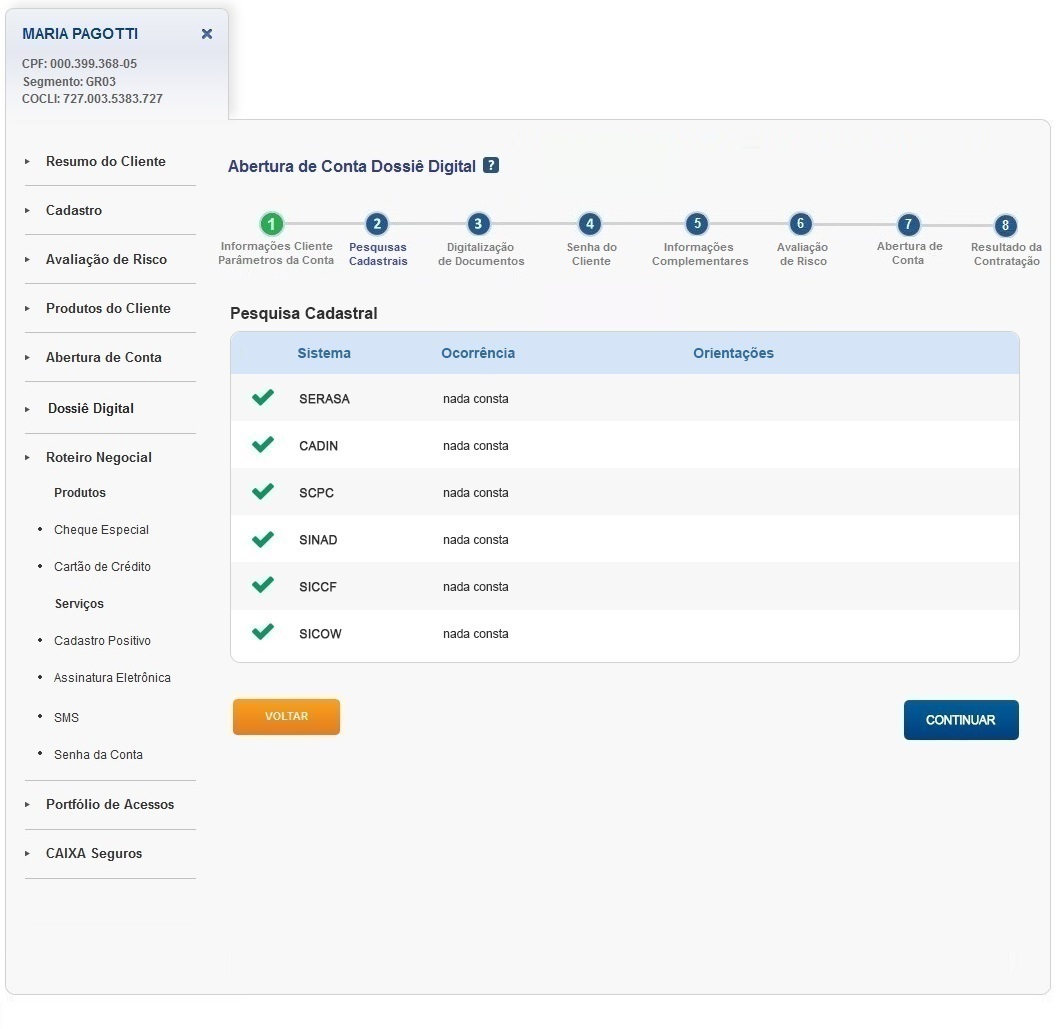 MARIA PAGOTTI
CPF: 000.399.368-05
Segmento: GR03
COCLI: 727.003.5383.727
Resumo do Cliente
Cadastro
Avaliação de Risco
Produtos do Cliente
Abertura de Conta
Dossiê Digital
Roteiro Negocial
Produtos
Cheque Especial
Cartão de Crédito
Serviços
Cadastro Positivo
Assinatura Eletrônica
SMS
Senha da Conta
Portfólio de Acessos
CAIXA Seguros
Abertura de Conta Dossiê Digital ?
1
Informações Cliente
Parâmetros da Conta
2
Pesquisas
Cadastrais
3
Digitalização
de Documentos
4
Senha do
Cliente
5
Informações
Complementares
6
Avaliação
de Risco
7
Abertura de
Conta
8
Resultado da
Contratação
Pesquisa Cadastral
Sistema Ocorrência Orientações
SERASA nada consta
CADIN nada consta
SCPC nada consta
SINAD nada consta
SICCF nada consta
SICOW nada consta
VOLTAR
CONTINUAR